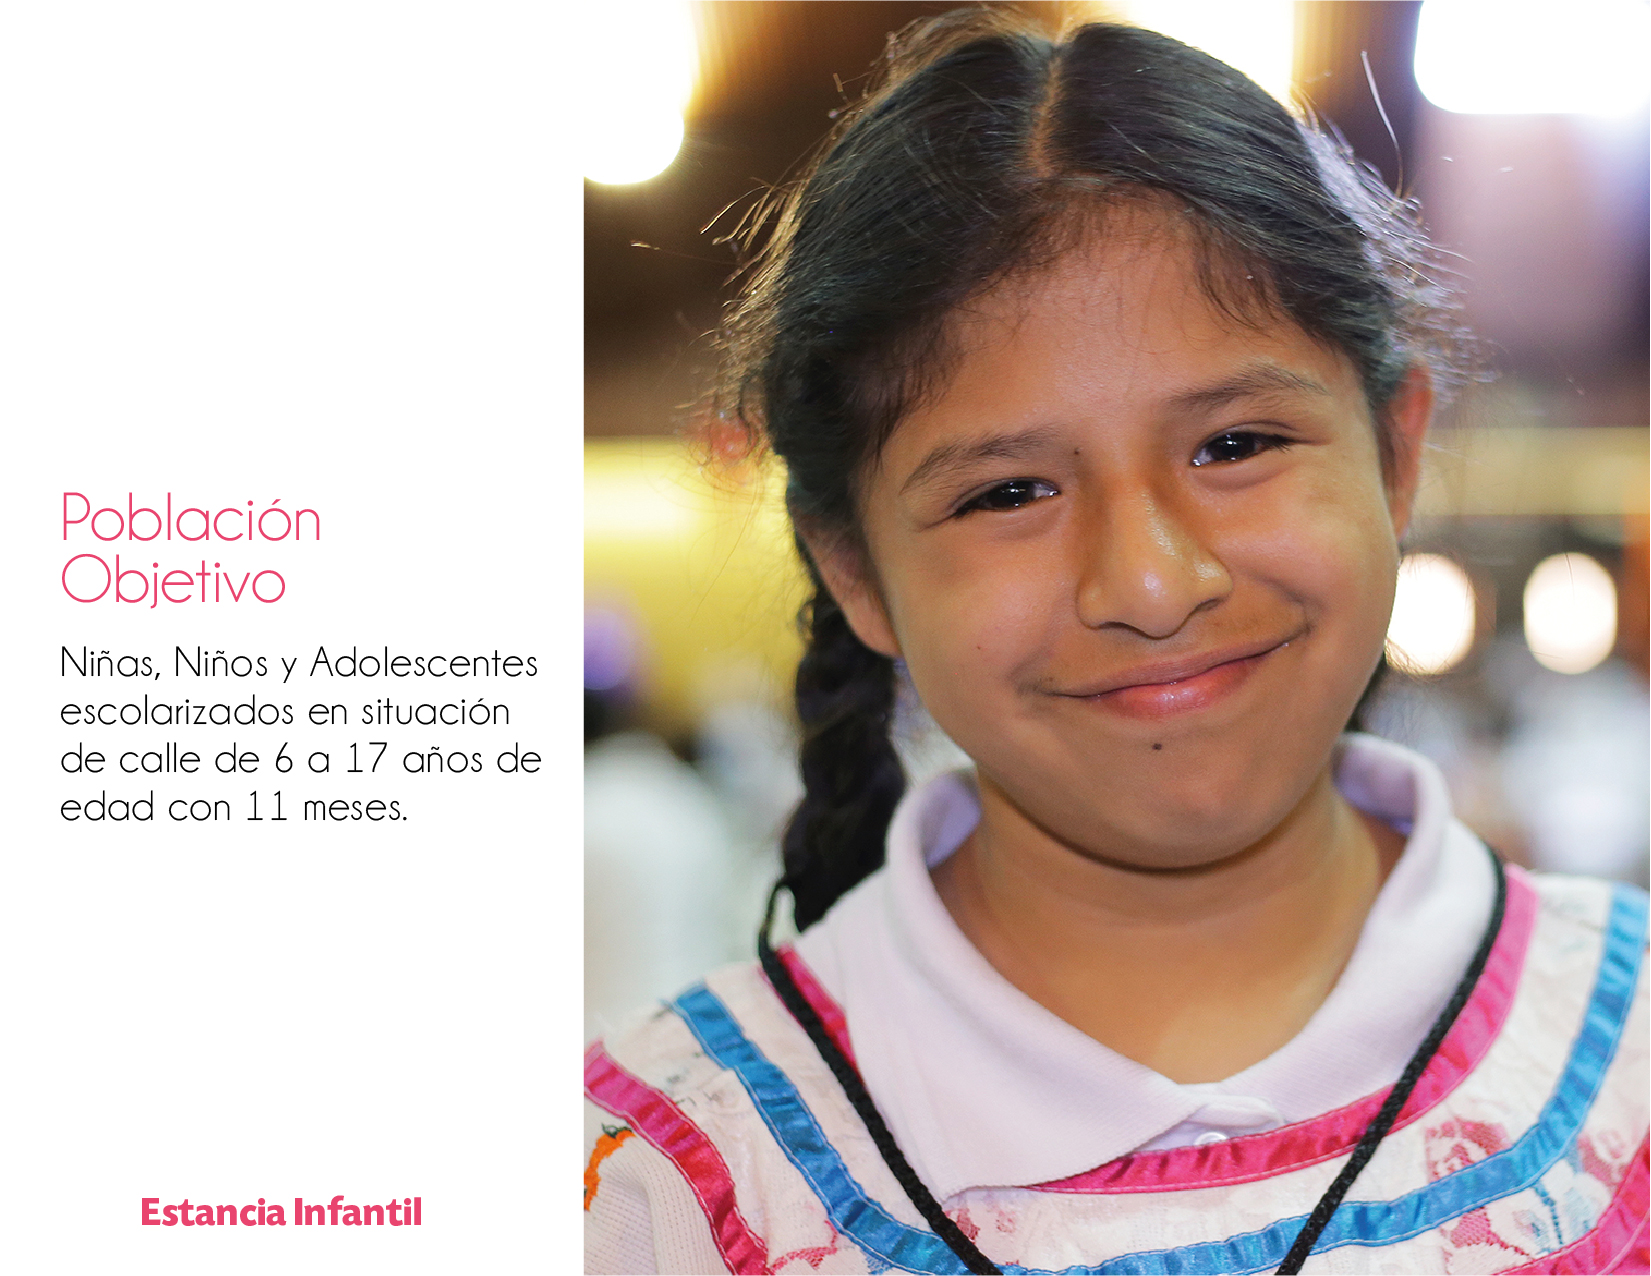 Población
Objetivo
Niñas, Niños y Adolescentes
escolarizados en situación
de calle de 6 a 17 años de
edad con 11 meses.
Estancia Infantil